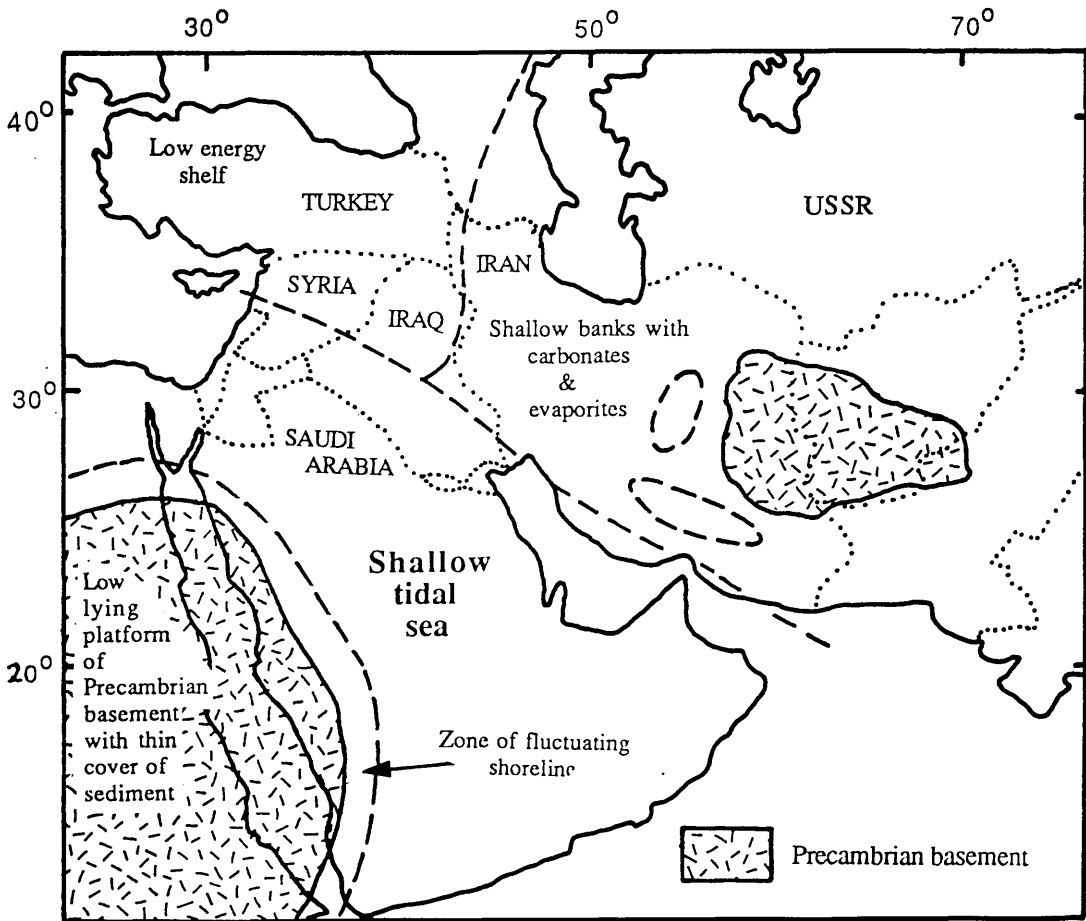 30°
50°
70°
40°
Low energy
shelf
TURKEY
USSR
IRAN
SYRIA
IRAQ
Shallow banks with
carbonates
&
evaporites
30°
SAUDI
ARABIA
Shallow
tidal
sea
Low
lying
platform
of
Precambrian
basement
with thin
cover of
sediment
20°
Zone of fluctuating
shoreline
Precambrian basement